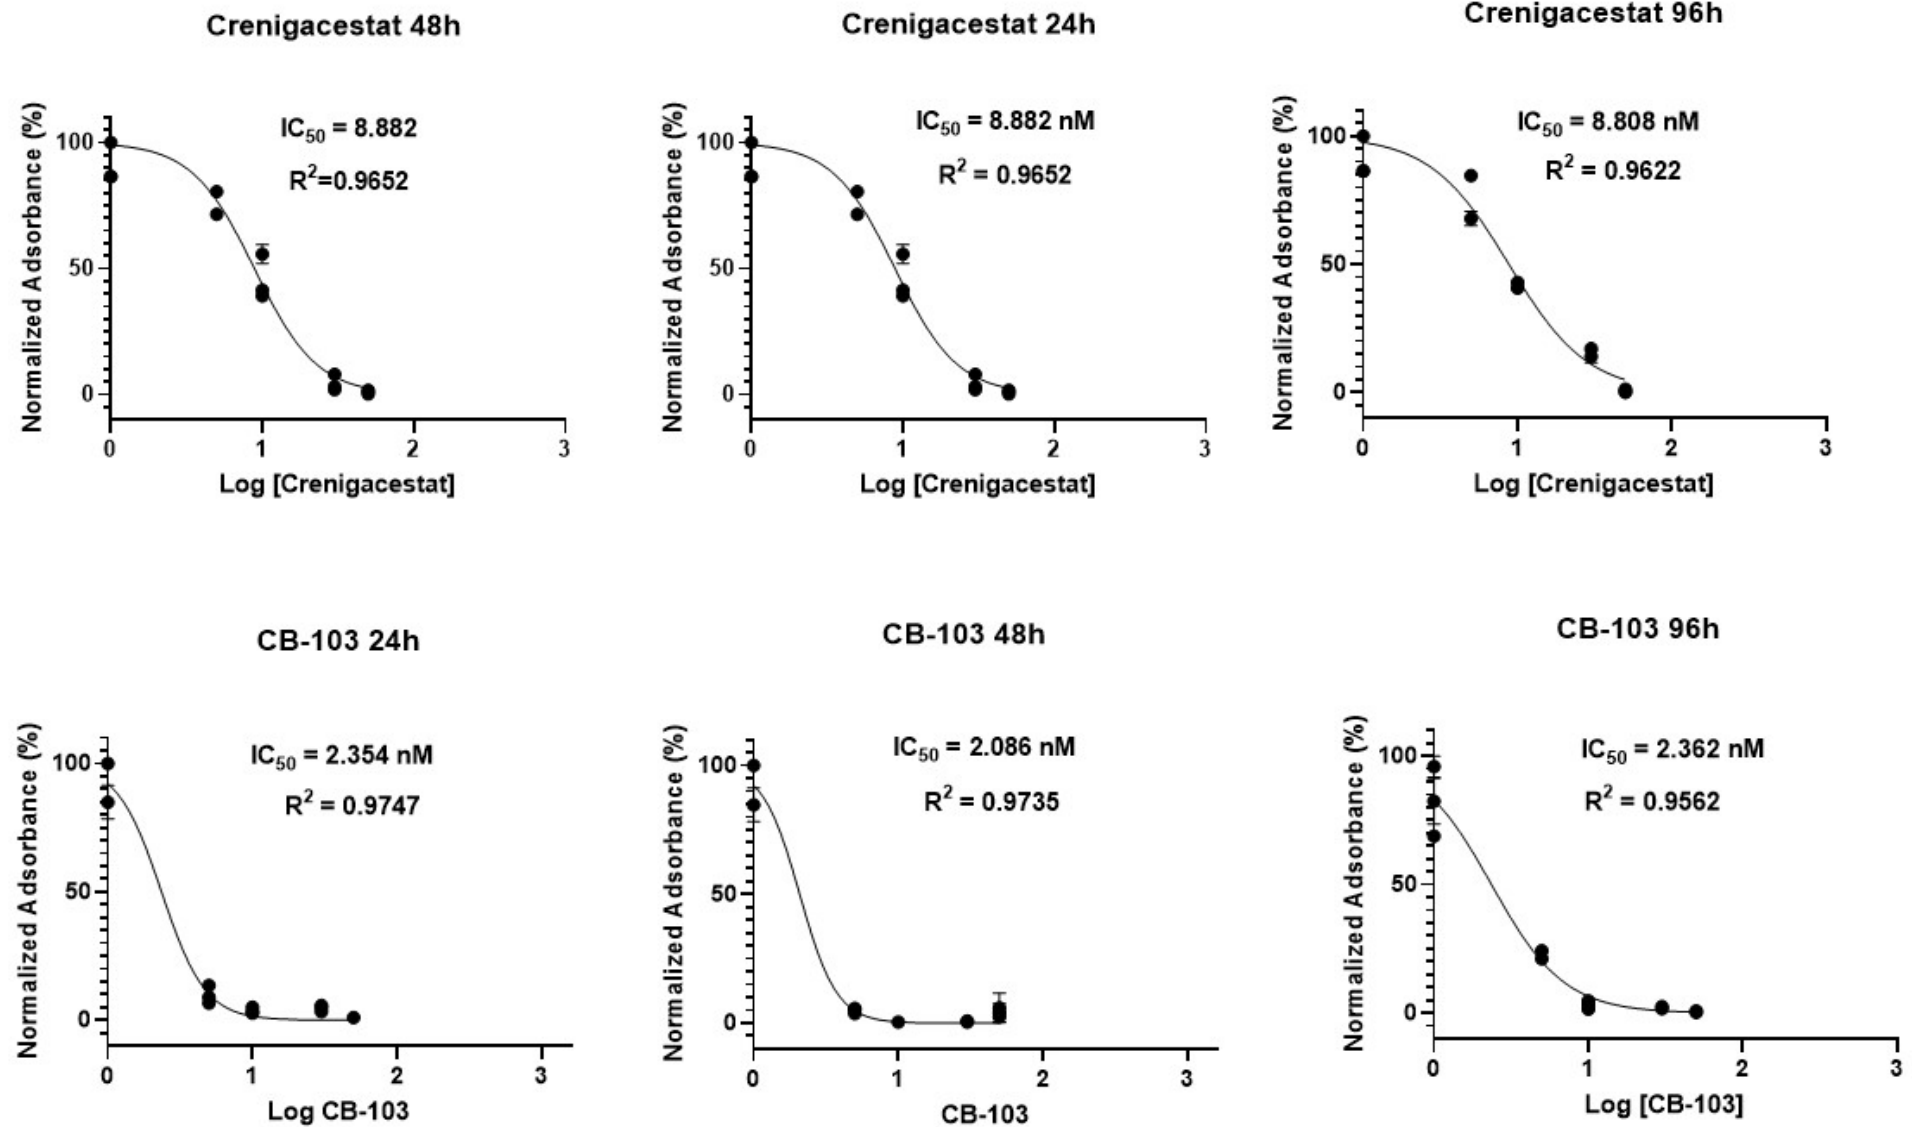 Crenigacestat 48h
Normalized Adsorbance (%)
IC50 = 8.882
R2=0.9652
100
50
0
0 1 2 3
Log [Crenigacestat]
Crenigacestat 24h
Normalized Adsorbance (%)
IC50 = 8.882 nM
R2 = 0.9652
100
50
0
0 1 2 3
Log [Crenigacestat]
Crenigacestat 96h
Normalized Adsorbance (%)
IC50 = 8.808 nM
R2 = 0.9622
100
50
0
0 1 2 3
Log [Crenigacestat]
CB-103 24h
Normalized Adsorbance (%)
IC50 = 2.354 nM
R2 = 0.9747
100
50
0
0 1 2 3
Log CB-103
CB-103 48h
Normalized Adsorbance (%)
IC50 = 2.086 nM
R2 = 0.9735
100
50
0
0 1 2 3
CB-103
CB-103 96h
Normalized Adsorbance (%)
IC50 = 2.362 nM
R2 = 0.9562
100
50
0
0 1 2 3
Log [CB-103]